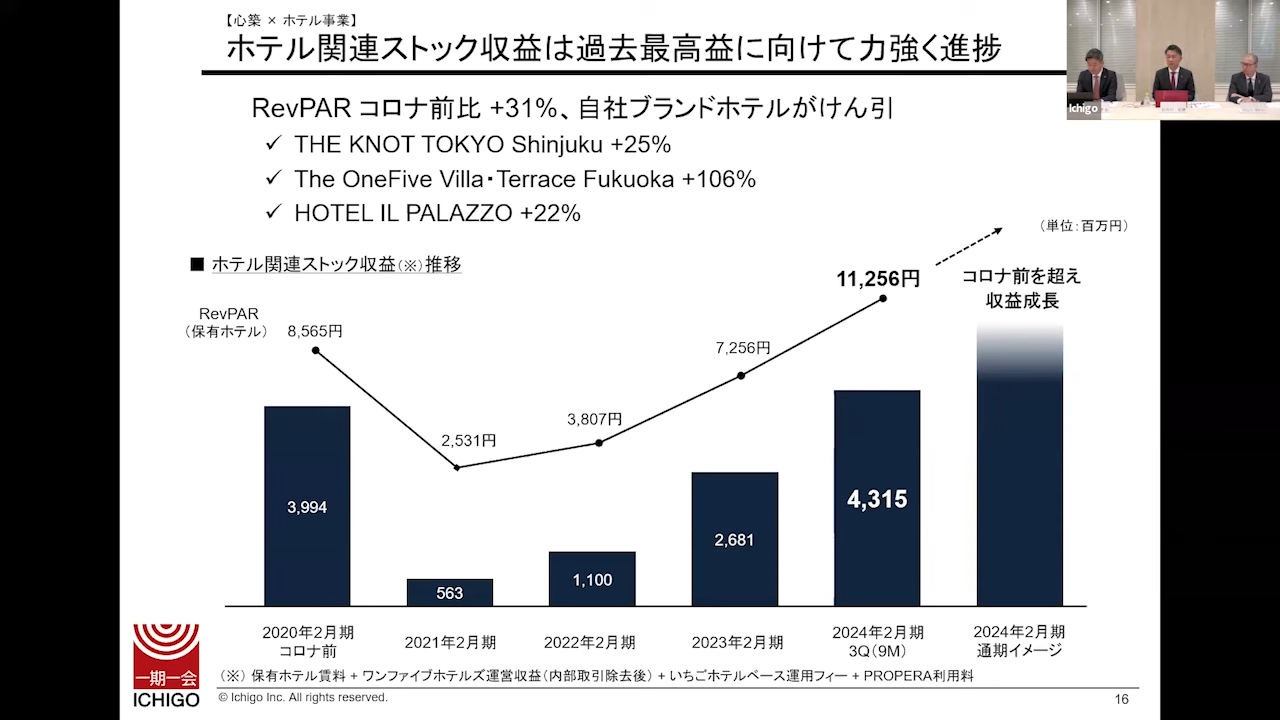 【心築 × ホテル事業】
ホテル関連ストック収益は過去最高益に向けて力強く進捗
Ichigo
RevPAR コロナ前比 +31%、自社ブランドホテルがけん引
✓ THE KNOT TOKYO Shinjuku +25%
✓ The OneFive Villa・Terrace Fukuoka +106%
✓ HOTEL IL PALAZZO +22%
（単位：百万円）
■ ホテル関連ストック収益（※）推移
11,256円
コロナ前を超え
収益成長
RevPAR
（保有ホテル）
8,565円
7,256円
3,807円
2,531円
3,994
563
1,100
2,681
4,315
2020年2月期
コロナ前
2021年2月期
2022年2月期
2023年2月期
2024年2月期
3Q（9M）
2024年2月期
通期イメージ
一期一会
ICHIGO
（※） 保有ホテル賃料 + ワンファイブホテルズ運営収益（内部取引除去後） + いちごホテルベース運用フィー + PROPERA利用料
© Ichigo Inc. All rights reserved.
16